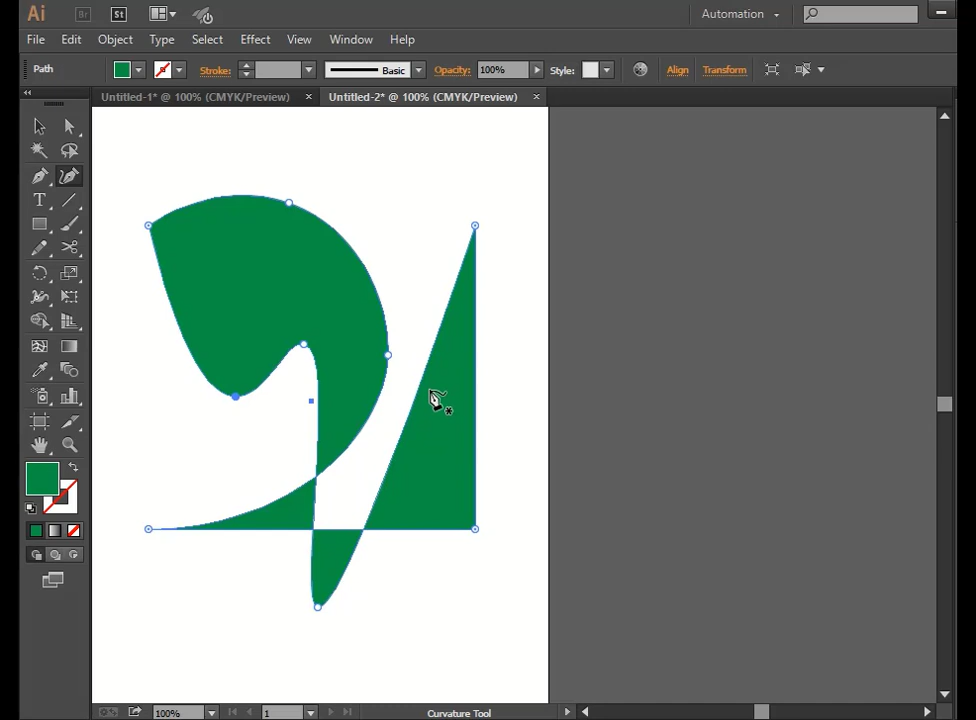 Ai Br St Automation
File Edit Object Type Select Effect View Window Help
Path Stroke: Basic Opacity: 100% Style: Align Transform
Untitled-1* @ 100% (CMYK/Preview) × Untitled-2* @ 100% (CMYK/Preview) ×
T
100% 1 Curvature Tool